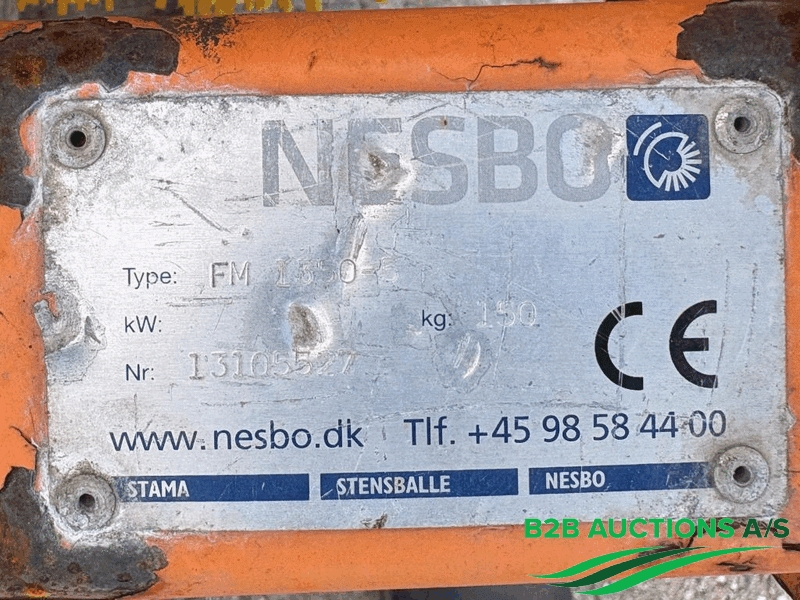 NESBO
Type: FM 1550-S
kW:
kg: 150
Nr: 13105527
CE
www.nesbo.dk Tlf. +45 98 58 44 00
STAMA STENSBALLE NESBO
B2B AUCTIONS A/S